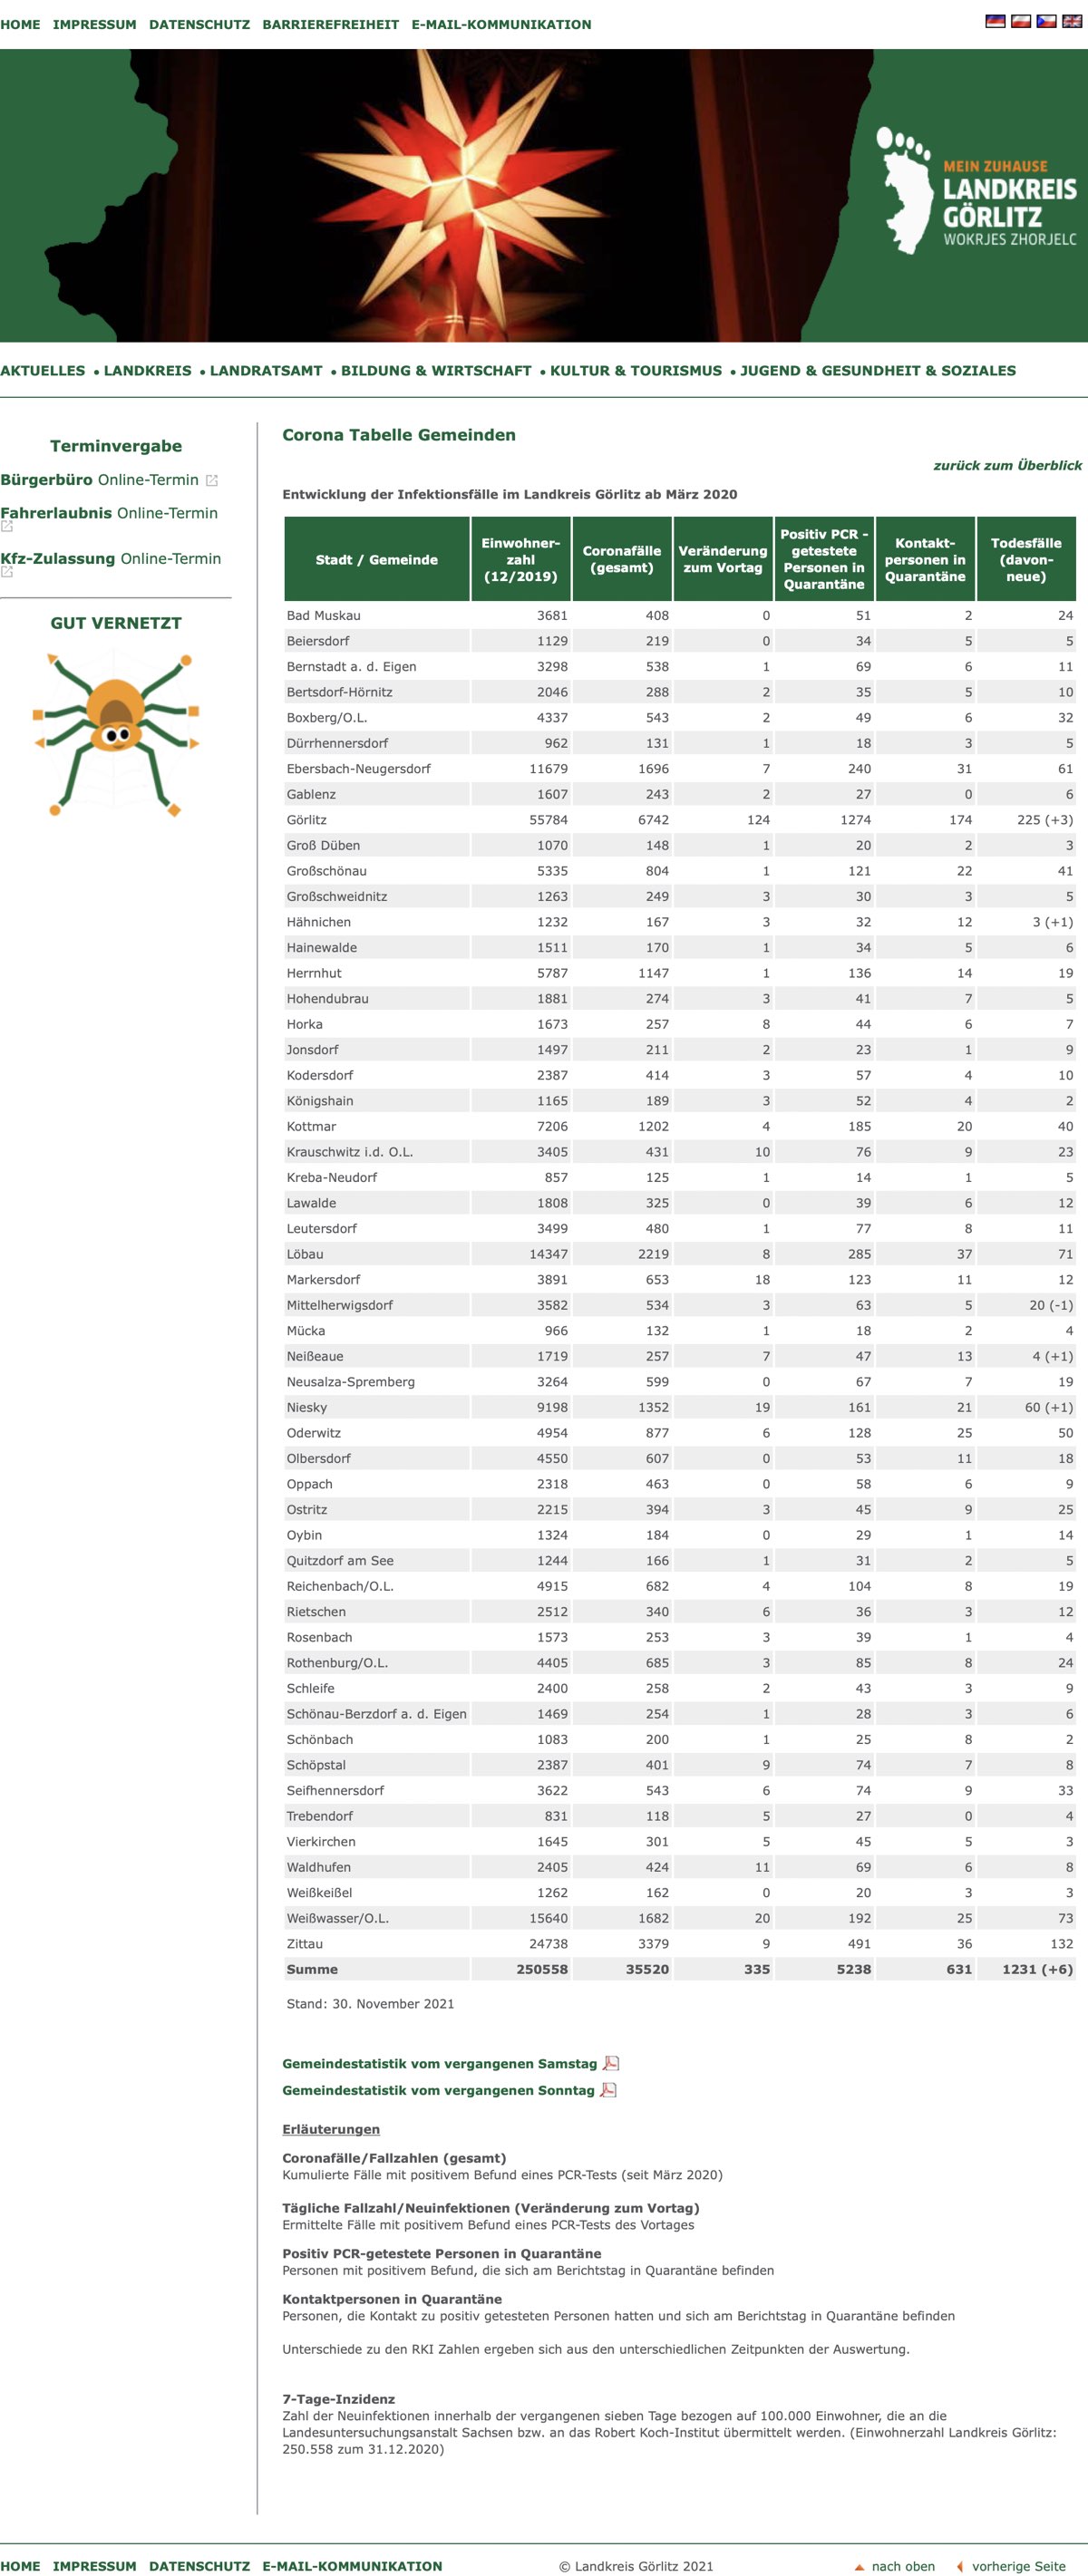 HOME IMPRESSUM DATENSCHUTZ BARRIEREFREIHEIT E-MAIL-KOMMUNIKATION
MEIN ZUHAUSE
LANDKREIS
GÖRLITZ
WOKRJES ZHORJELC
AKTUELLES • LANDKREIS • LANDRATSAMT • BILDUNG & WIRTSCHAFT • KULTUR & TOURISMUS • JUGEND & GESUNDHEIT & SOZIALES
Terminvergabe
Bürgerbüro Online-Termin
Fahrerlaubnis Online-Termin
Kfz-Zulassung Online-Termin
GUT VERNETZT
Corona Tabelle Gemeinden
zurück zum Überblick
Entwicklung der Infektionsfälle im Landkreis Görlitz ab März 2020
Stadt / Gemeinde Einwohner-zahl (12/2019) Coronafälle (gesamt) Veränderung zum Vortag Positiv PCR - getestete Personen in Quarantäne Kontakt-personen in Quarantäne Todesfälle (davon-neue)
Bad Muskau 3681 408 0 51 2 24
Beiersdorf 1129 219 0 34 5 5
Bernstadt a. d. Eigen 3298 538 1 69 6 11
Bertsdorf-Hörnitz 2046 288 2 35 5 10
Boxberg/O.L. 4337 543 2 49 6 32
Dürrhennersdorf 962 131 1 18 3 5
Ebersbach-Neugersdorf 11679 1696 7 240 31 61
Gablenz 1607 243 2 27 0 6
Görlitz 55784 6742 124 1274 174 225 (+3)
Groß Düben 1070 148 1 20 2 3
Großschönau 5335 804 1 121 22 41
Großschweidnitz 1263 249 3 30 3 5
Hähnichen 1232 167 3 32 12 3 (+1)
Hainewalde 1511 170 1 34 5 6
Herrnhut 5787 1147 1 136 14 19
Hohendubrau 1881 274 3 41 7 5
Horka 1673 257 8 44 6 7
Jonsdorf 1497 211 2 23 1 9
Kodersdorf 2387 414 3 57 4 10
Königshain 1165 189 3 52 4 2
Kottmar 7206 1202 4 185 20 40
Krauschwitz i.d. O.L. 3405 431 10 76 9 23
Kreba-Neudorf 857 125 1 14 1 5
Lawalde 1808 325 0 39 6 12
Leutersdorf 3499 480 1 77 8 11
Löbau 14347 2219 8 285 37 71
Markersdorf 3891 653 18 123 11 12
Mittelherwigsdorf 3582 534 3 63 5 20 (-1)
Mücka 966 132 1 18 2 4
Neißeaue 1719 257 7 47 13 4 (+1)
Neusalza-Spremberg 3264 599 0 67 7 19
Niesky 9198 1352 19 161 21 60 (+1)
Oderwitz 4954 877 6 128 25 50
Olbersdorf 4550 607 0 53 11 18
Oppach 2318 463 0 58 6 9
Ostritz 2215 394 3 45 9 25
Oybin 1324 184 0 29 1 14
Quitzdorf am See 1244 166 1 31 2 5
Reichenbach/O.L. 4915 682 4 104 8 19
Rietschen 2512 340 6 36 3 12
Rosenbach 1573 253 3 39 1 4
Rothenburg/O.L. 4405 685 3 85 8 24
Schleife 2400 258 2 43 3 9
Schönau-Berzdorf a. d. Eigen 1469 254 1 28 3 6
Schönbach 1083 200 1 25 8 2
Schöpstal 2387 401 9 74 7 8
Seifhennersdorf 3622 543 6 74 9 33
Trebendorf 831 118 5 27 0 4
Vierkirchen 1645 301 5 45 5 3
Waldhufen 2405 424 11 69 6 8
Weißkeißel 1262 162 0 20 3 3
Weißwasser/O.L. 15640 1682 20 192 25 73
Zittau 24738 3379 9 491 36 132
Summe 250558 35520 335 5238 631 1231 (+6)
Stand: 30. November 2021
Gemeindestatistik vom vergangenen Samstag
Gemeindestatistik vom vergangenen Sonntag
Erläuterungen
Coronafälle/Fallzahlen (gesamt)
Kumulierte Fälle mit positivem Befund eines PCR-Tests (seit März 2020)
Tägliche Fallzahl/Neuinfektionen (Veränderung zum Vortag)
Ermittelte Fälle mit positivem Befund eines PCR-Tests des Vortages
Positiv PCR-getestete Personen in Quarantäne
Personen mit positivem Befund, die sich am Berichtstag in Quarantäne befinden
Kontaktpersonen in Quarantäne
Personen, die Kontakt zu positiv getesteten Personen hatten und sich am Berichtstag in Quarantäne befinden
Unterschiede zu den RKI Zahlen ergeben sich aus den unterschiedlichen Zeitpunkten der Auswertung.
7-Tage-Inzidenz
Zahl der Neuinfektionen innerhalb der vergangenen sieben Tage bezogen auf 100.000 Einwohner, die an die
Landesuntersuchungsanstalt Sachsen bzw. an das Robert Koch-Institut übermittelt werden. (Einwohnerzahl Landkreis Görlitz:
250.558 zum 31.12.2020)
HOME IMPRESSUM DATENSCHUTZ E-MAIL-KOMMUNIKATION © Landkreis Görlitz 2021 nach oben vorherige Seite